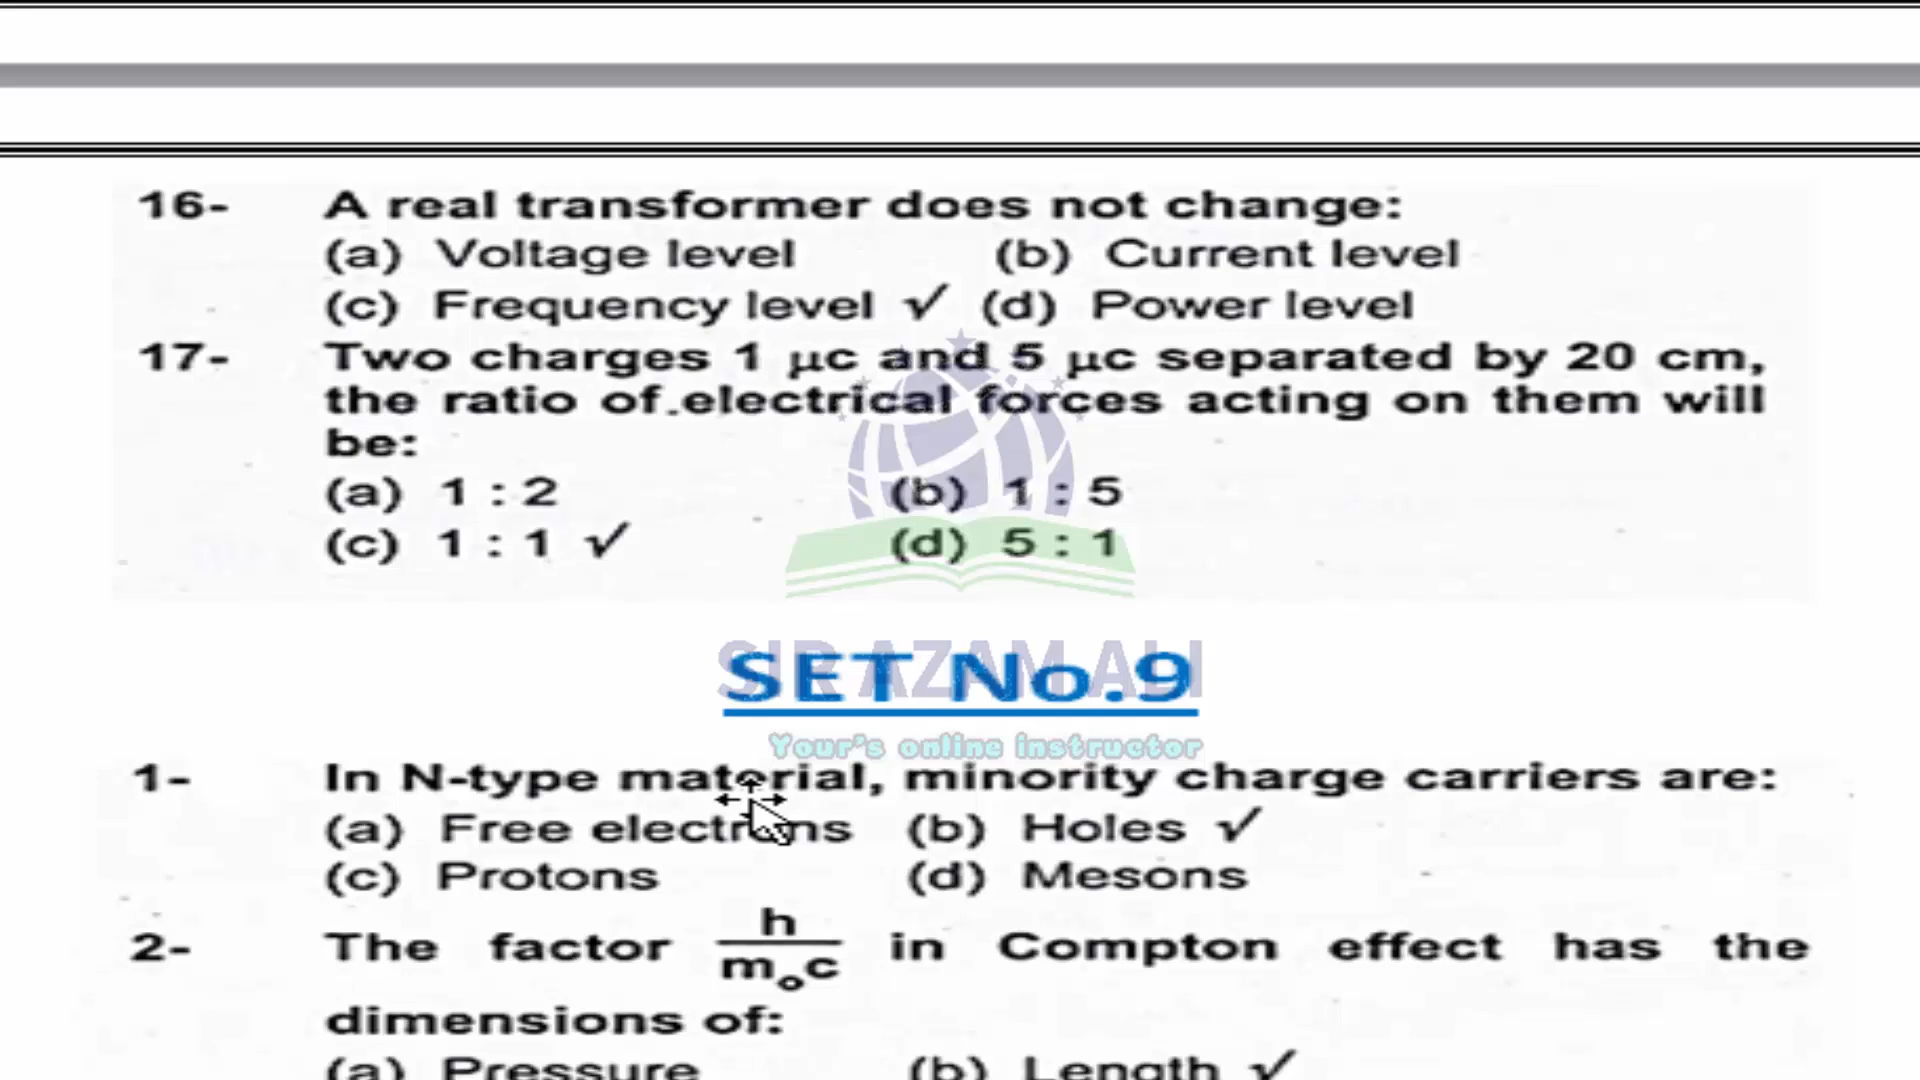 16- A real transformer does not change:
(a) Voltage level (b) Current level
(c) Frequency level ✓ (d) Power level
17- Two charges 1 μc and 5 μc separated by 20 cm,
the ratio of electrical forces acting on them will
be:
(a) 1 : 2 (b) 1 : 5
(c) 1 : 1 ✓ (d) 5 : 1
SIR AZAM ALI
SET No.9
Your's online instructor
1- In N-type material, minority charge carriers are:
(a) Free electrons (b) Holes ✓
(c) Protons (d) Mesons
2- The factor h/m₀c in Compton effect has the
dimensions of:
(a) Pressure (b) Length ✓